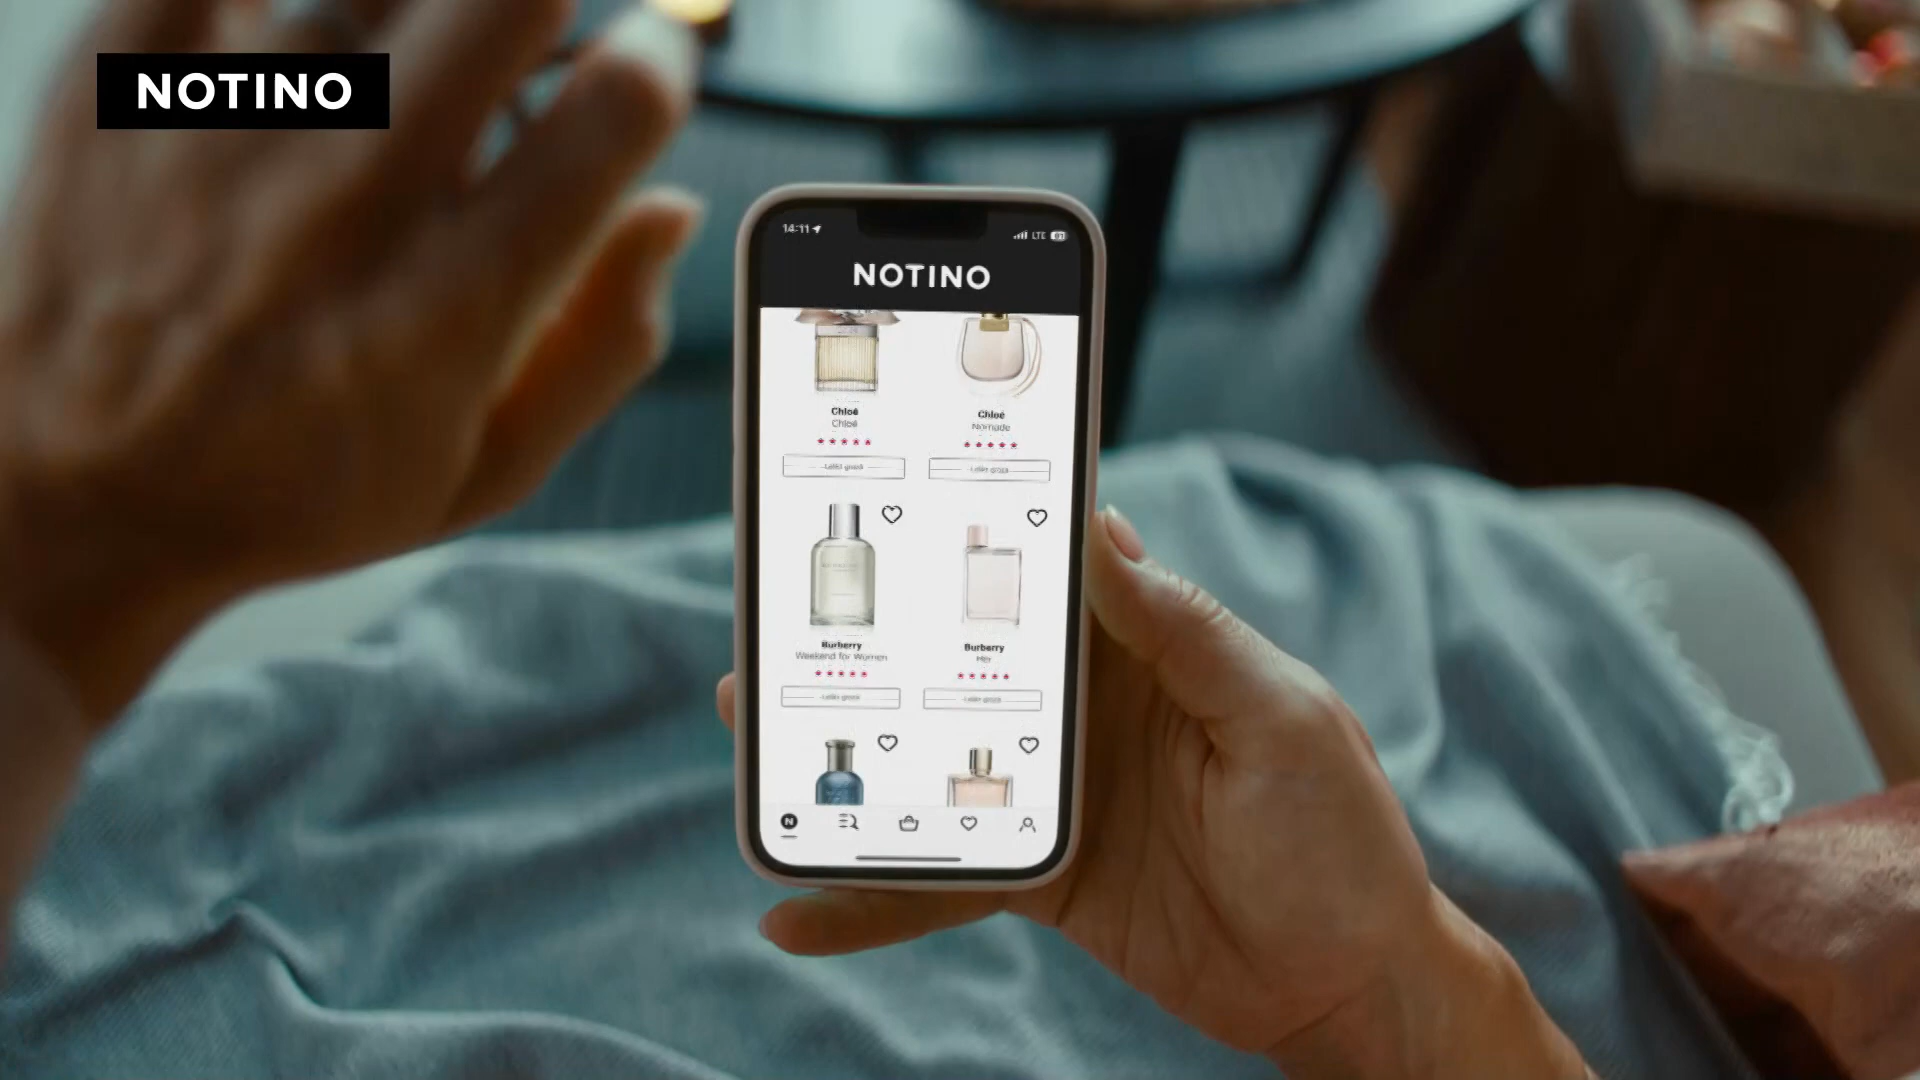 NOTINO
14:11
LTE
NOTINO
Chloé
Chloé
Chloé
Nomade
Burberry
Weekend for Women
Burberry
Her
N